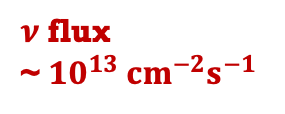 ν flux
~ 10¹³ cm⁻²s⁻¹